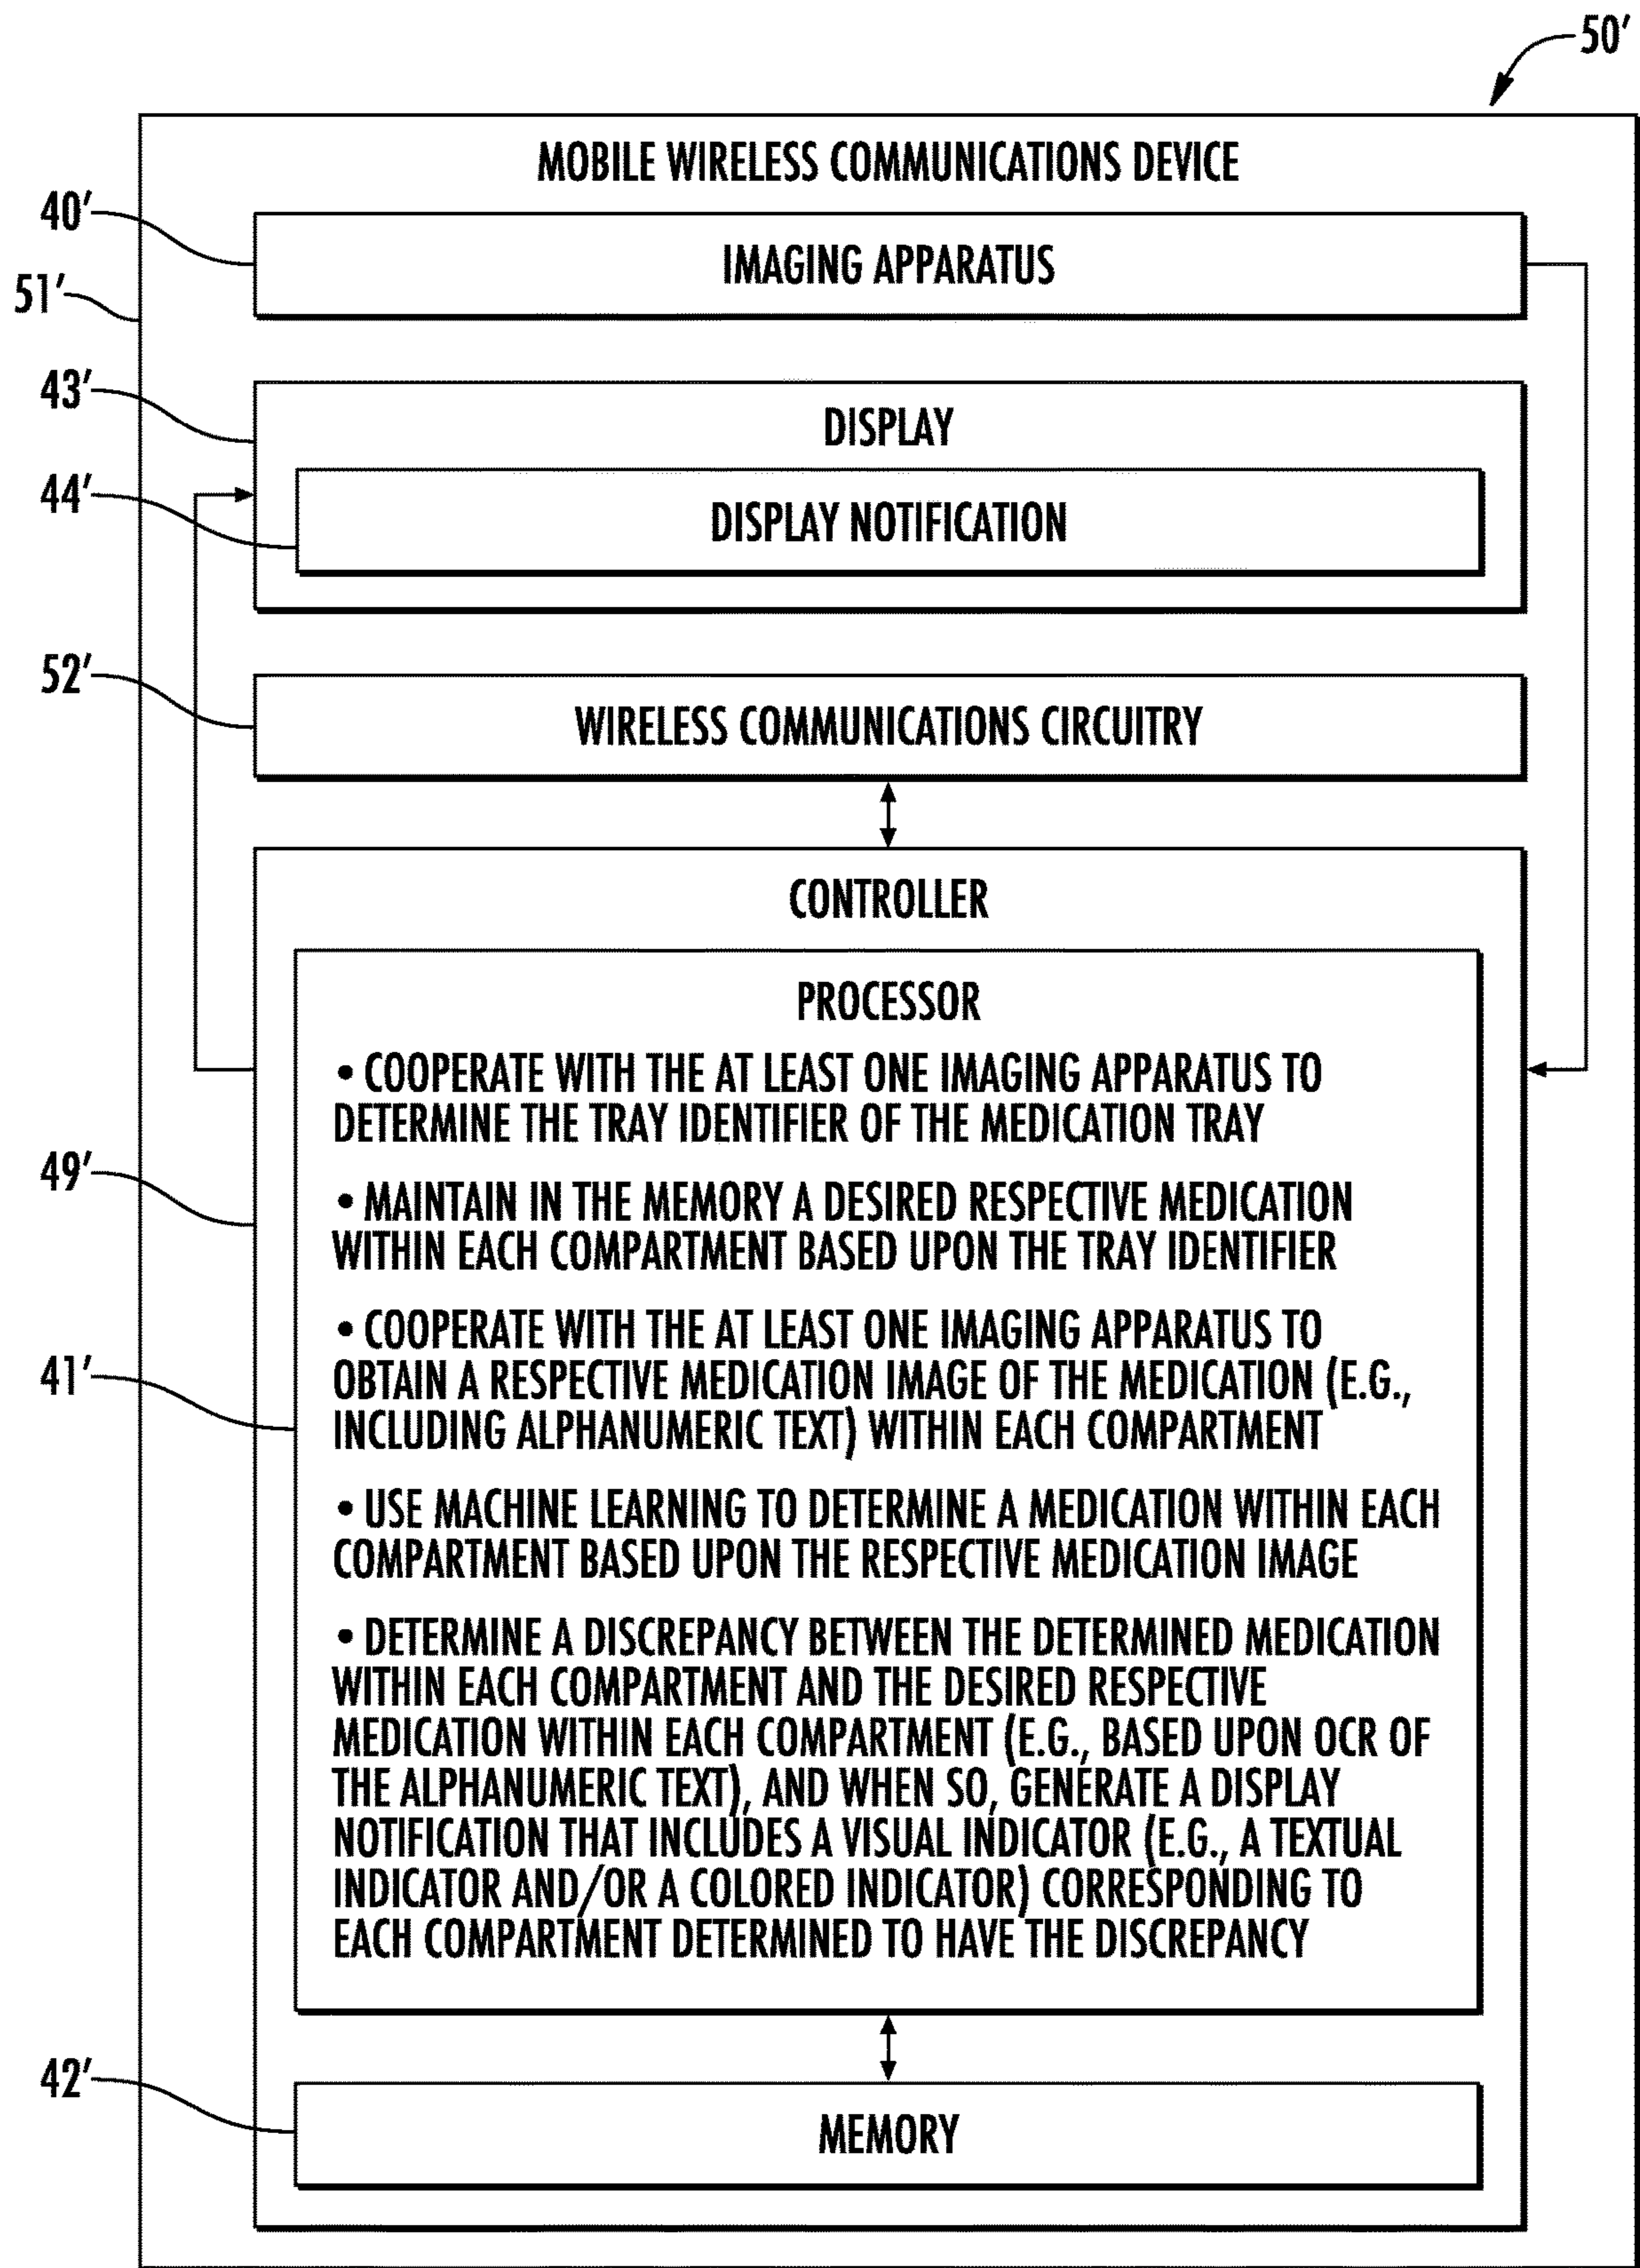 50′
MOBILE WIRELESS COMMUNICATIONS DEVICE
40′
IMAGING APPARATUS
51′
43′
DISPLAY
44′
DISPLAY NOTIFICATION
52′
WIRELESS COMMUNICATIONS CIRCUITRY
CONTROLLER
PROCESSOR
• COOPERATE WITH THE AT LEAST ONE IMAGING APPARATUS TO
DETERMINE THE TRAY IDENTIFIER OF THE MEDICATION TRAY
49′
• MAINTAIN IN THE MEMORY A DESIRED RESPECTIVE MEDICATION
WITHIN EACH COMPARTMENT BASED UPON THE TRAY IDENTIFIER
• COOPERATE WITH THE AT LEAST ONE IMAGING APPARATUS TO
41′
OBTAIN A RESPECTIVE MEDICATION IMAGE OF THE MEDICATION (E.G.,
INCLUDING ALPHANUMERIC TEXT) WITHIN EACH COMPARTMENT
• USE MACHINE LEARNING TO DETERMINE A MEDICATION WITHIN EACH
COMPARTMENT BASED UPON THE RESPECTIVE MEDICATION IMAGE
• DETERMINE A DISCREPANCY BETWEEN THE DETERMINED MEDICATION
WITHIN EACH COMPARTMENT AND THE DESIRED RESPECTIVE
MEDICATION WITHIN EACH COMPARTMENT (E.G., BASED UPON OCR OF
THE ALPHANUMERIC TEXT), AND WHEN SO, GENERATE A DISPLAY
NOTIFICATION THAT INCLUDES A VISUAL INDICATOR (E.G., A TEXTUAL
INDICATOR AND/OR A COLORED INDICATOR) CORRESPONDING TO
EACH COMPARTMENT DETERMINED TO HAVE THE DISCREPANCY
42′
MEMORY